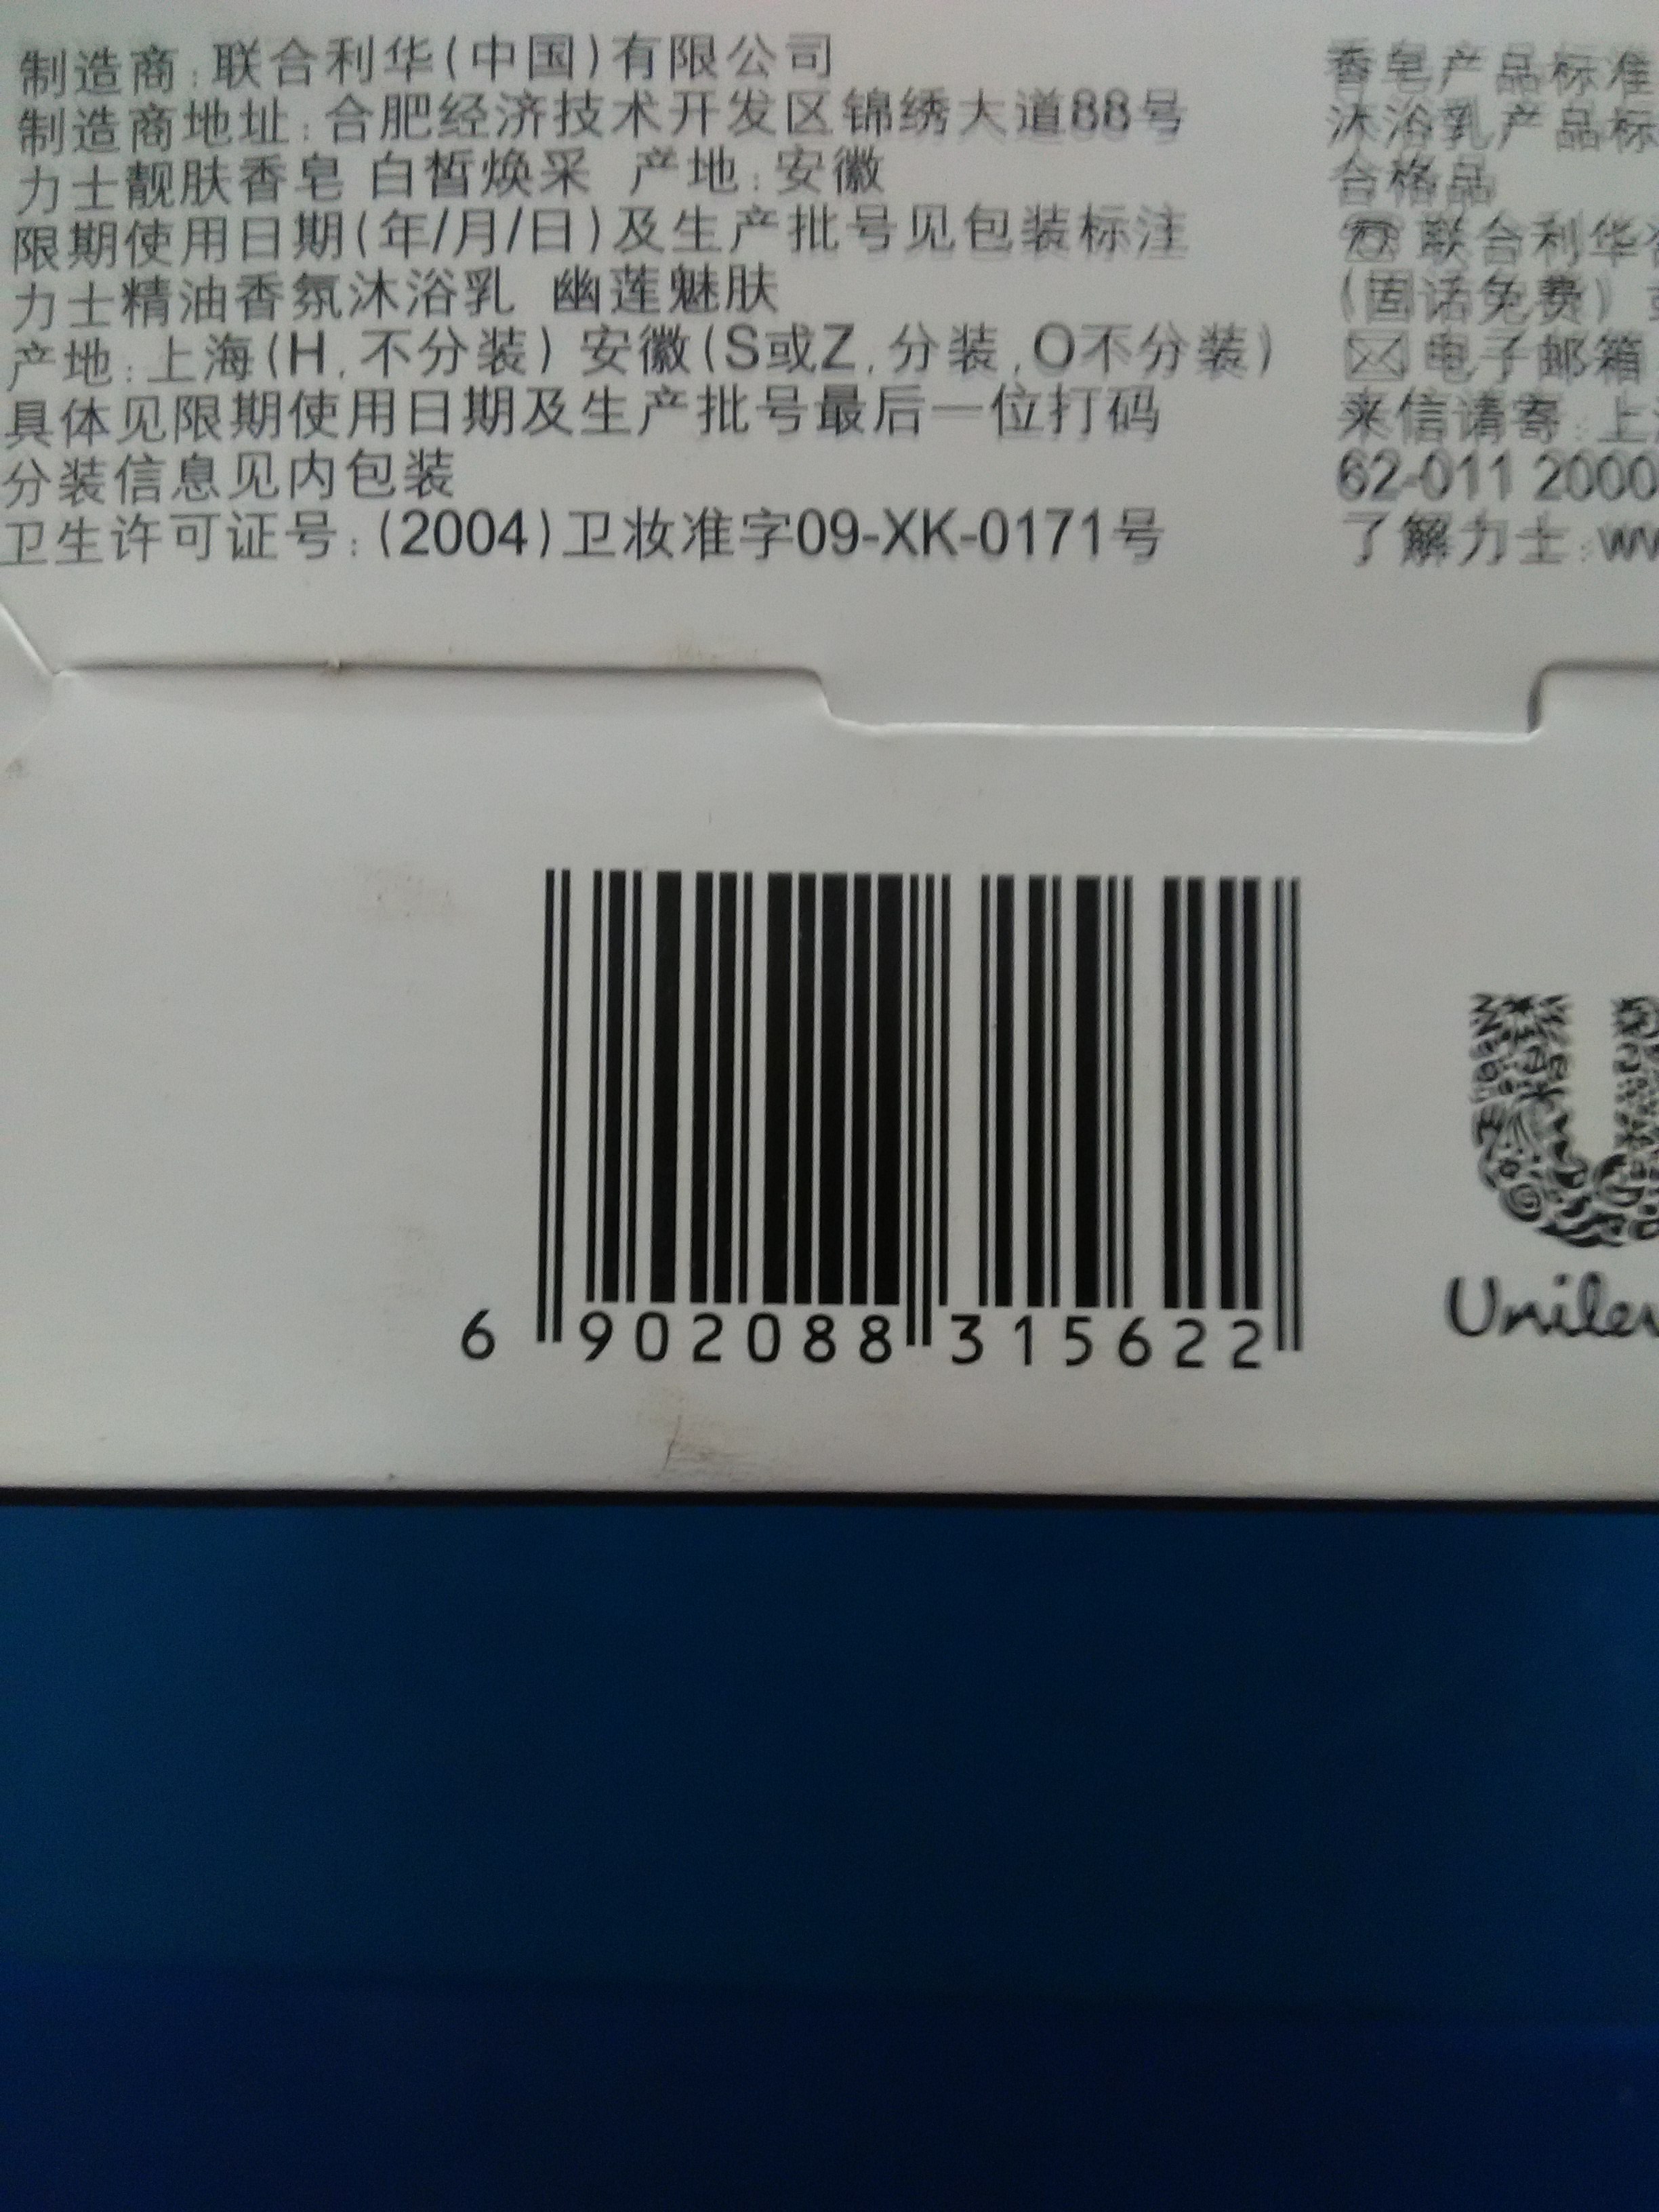 制造商:联合利华(中国)有限公司
制造商地址:合肥经济技术开发区锦绣大道88号
力士靓肤香皂 白皙焕采 产地:安徽
限期使用日期(年/月/日)及生产批号见包装标注
力士精油香氛沐浴乳 幽莲魅肤
产地:上海(H,不分装)安徽(S或Z,分装,O不分装)
具体见限期使用日期及生产批号最后一位打码
分装信息见内包装
卫生许可证号:(2004)卫妆准字09-XK-0171号
香皂产品标准
沐浴乳产品标
合格品
联合利华
(固话免费)
电子邮箱
来信请寄:上
62-011 2000
了解力士:
6 902088 315622
Unilev